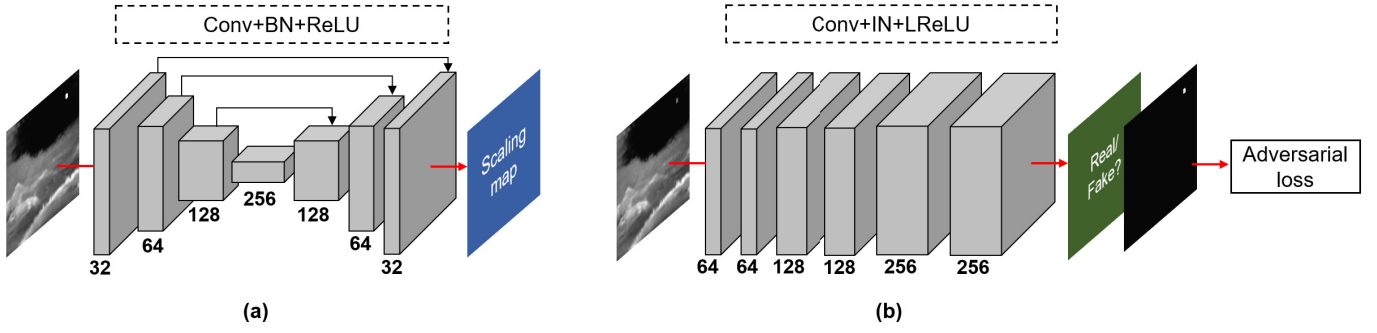 Conv+BN+ReLU
32
64
128
256
128
64
32
Scaling
map
(a)
Conv+IN+LReLU
64
64
128
128
256
256
Real/
Fake?
Adversarial
loss
(b)